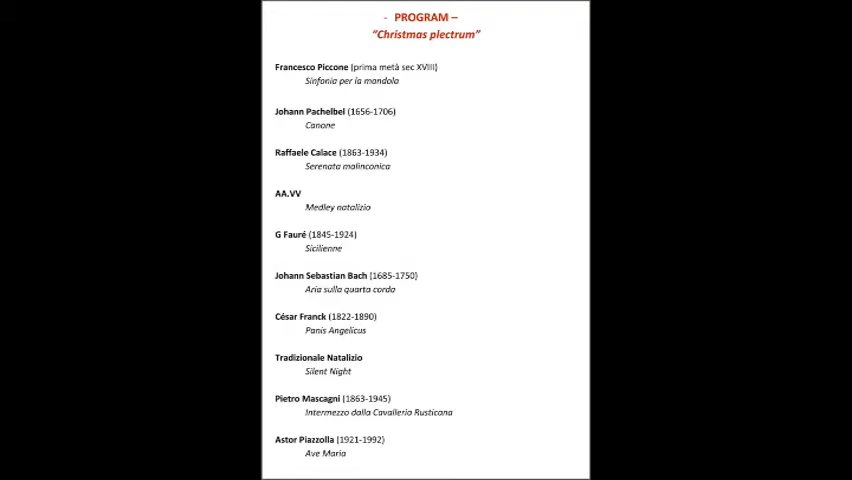 - PROGRAM –
“Christmas plectrum”
Francesco Piccone (prima metà sec XVIII)
Sinfonia per la mandola
Johann Pachelbel (1656-1706)
Canone
Raffaele Calace (1863-1934)
Serenata malinconica
AA.VV
Medley natalizio
G Fauré (1845-1924)
Sicilienne
Johann Sebastian Bach (1685-1750)
Aria sulla quarta corda
César Franck (1822-1890)
Panis Angelicus
Tradizionale Natalizio
Silent Night
Pietro Mascagni (1863-1945)
Intermezzo dalla Cavalleria Rusticana
Astor Piazzolla (1921-1992)
Ave Maria